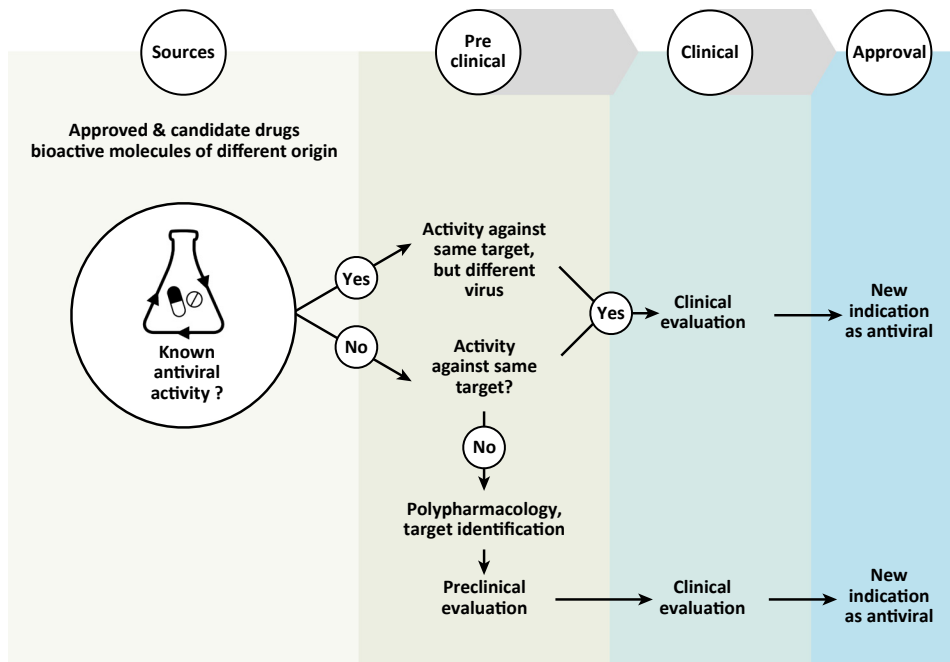 Sources
Pre
clinical
Clinical
Approval
Approved & candidate drugs
bioactive molecules of different origin
Known
antiviral
activity ?
Yes
No
Activity against
same target,
but different
virus
Activity
against same
target?
Yes
Clinical
evaluation
New
indication
as antiviral
No
Polypharmacology,
target identification
Preclinical
evaluation
Clinical
evaluation
New
indication
as antiviral